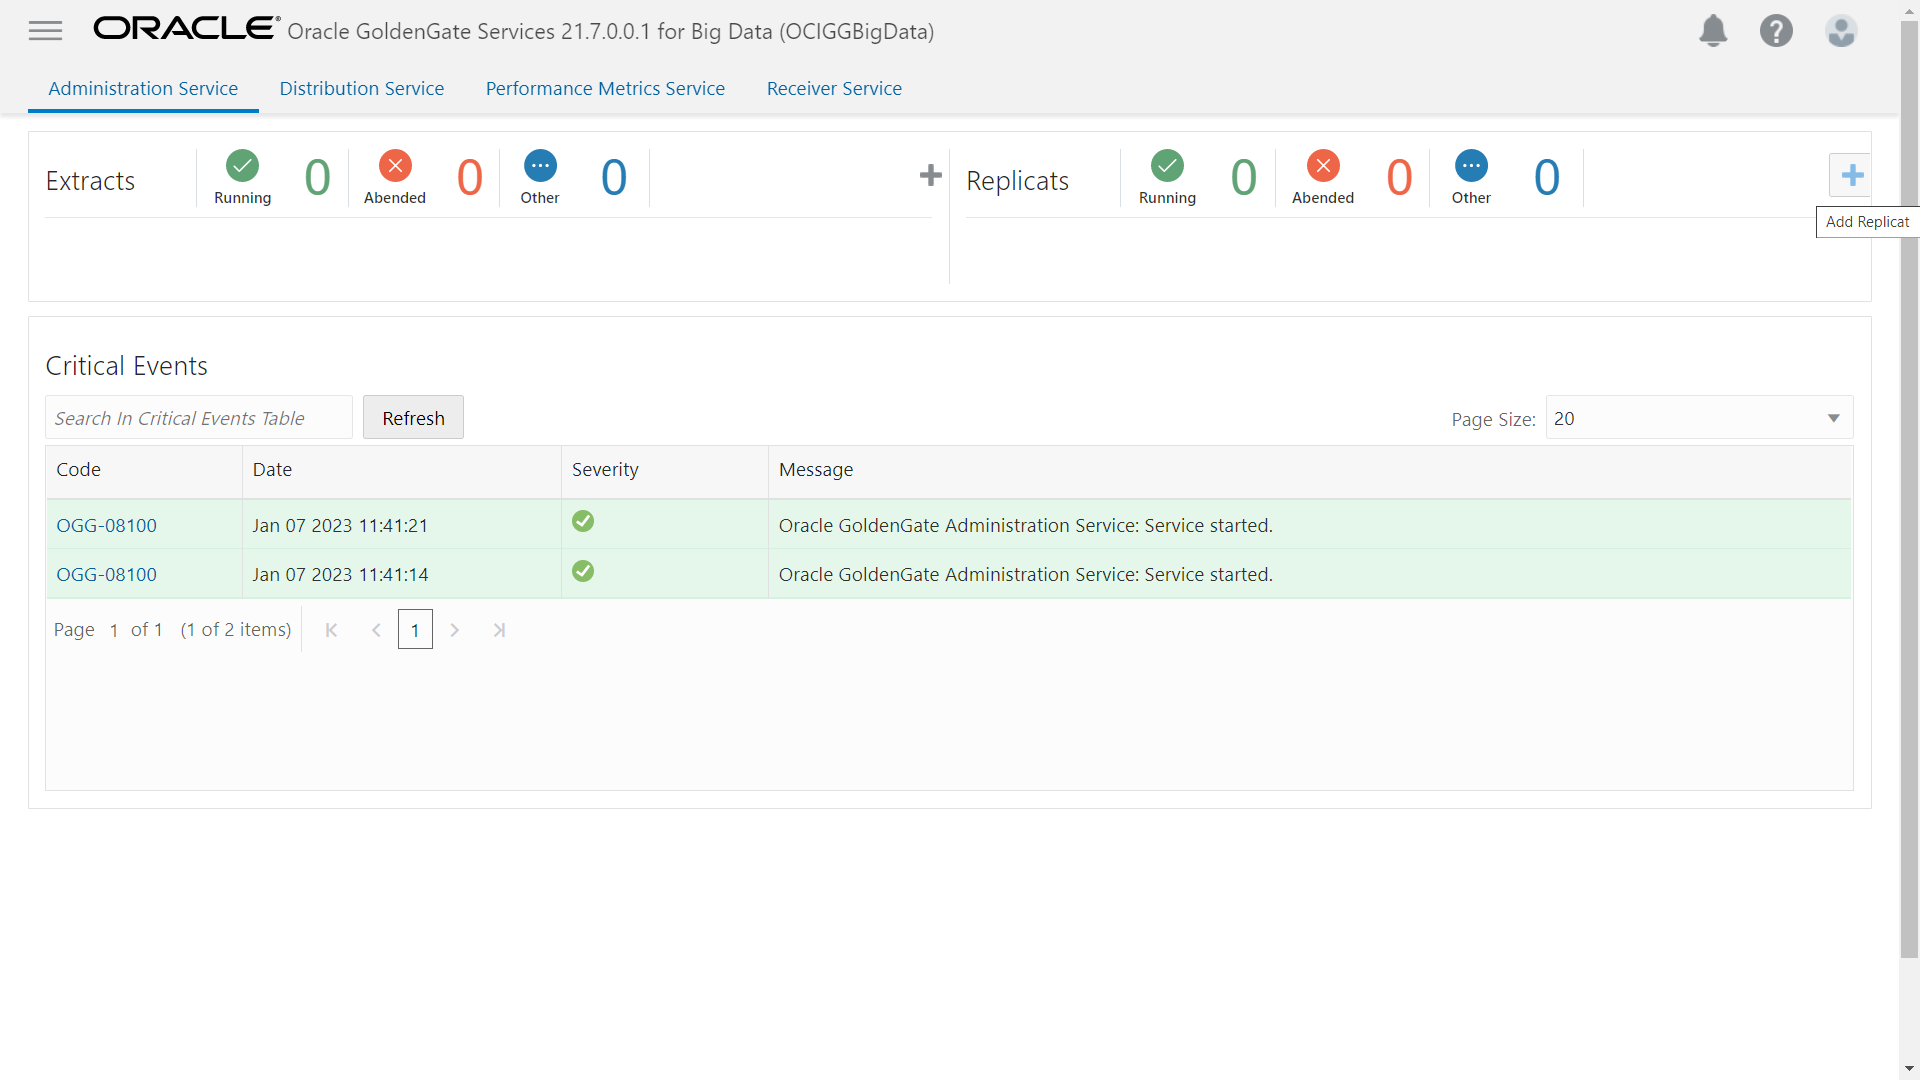 ORACLE® Oracle GoldenGate Services 21.7.0.0.1 for Big Data (OCIGGBigData)
Administration Service Distribution Service Performance Metrics Service Receiver Service
Extracts Running 0 Abended 0 Other 0
Replicats Running 0 Abended 0 Other 0
Add Replicat
Critical Events
Search In Critical Events Table Refresh Page Size: 20
Code Date Severity Message
OGG-08100 Jan 07 2023 11:41:21 Oracle GoldenGate Administration Service: Service started.
OGG-08100 Jan 07 2023 11:41:14 Oracle GoldenGate Administration Service: Service started.
Page 1 of 1 (1 of 2 items) 1